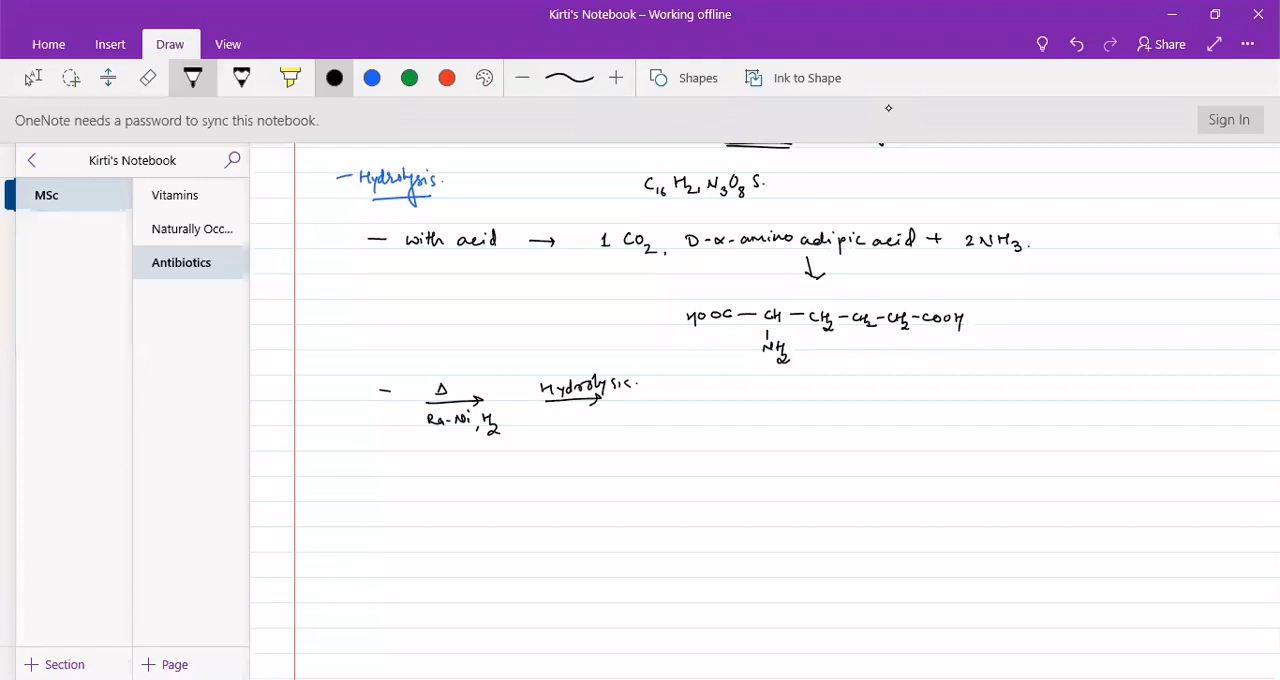 Kirti's Notebook – Working offline
Home Insert Draw View
Share
Shapes Ink to Shape
OneNote needs a password to sync this notebook. Sign In
Kirti's Notebook
MSc
Vitamins
Naturally Occ...
Antibiotics
– Hydrolysis.
C16 H21 N3 O8 S.
– with acid → 1 CO2, D-α-amino adipic acid + 2NH3.
↓
HOOC – CH – CH2 – CH2 – CH2 – COOH
|
NH2
– Δ Hydrolysis.
→ →
Ra-Ni, H2
+ Section
+ Page